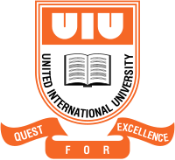 UIU
UNITED INTERNATIONAL UNIVERSITY
QUEST
FOR
EXCELLENCE